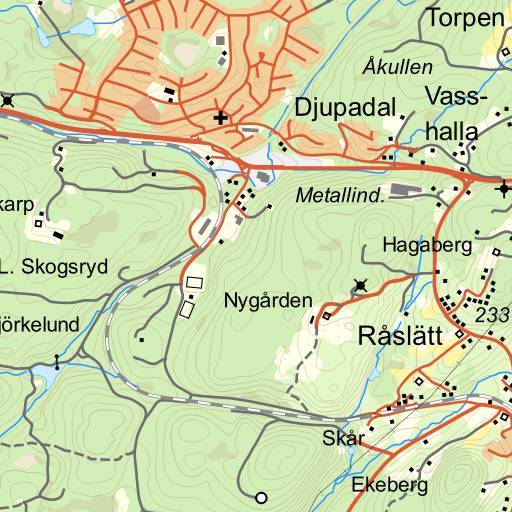 Torpen
Åkullen
Djupadal
Vass-
halla
Metallind.
karp
Hagaberg
L. Skogsryd
Nygården
233
jörkelund
Råslätt
Skår
Ekeberg